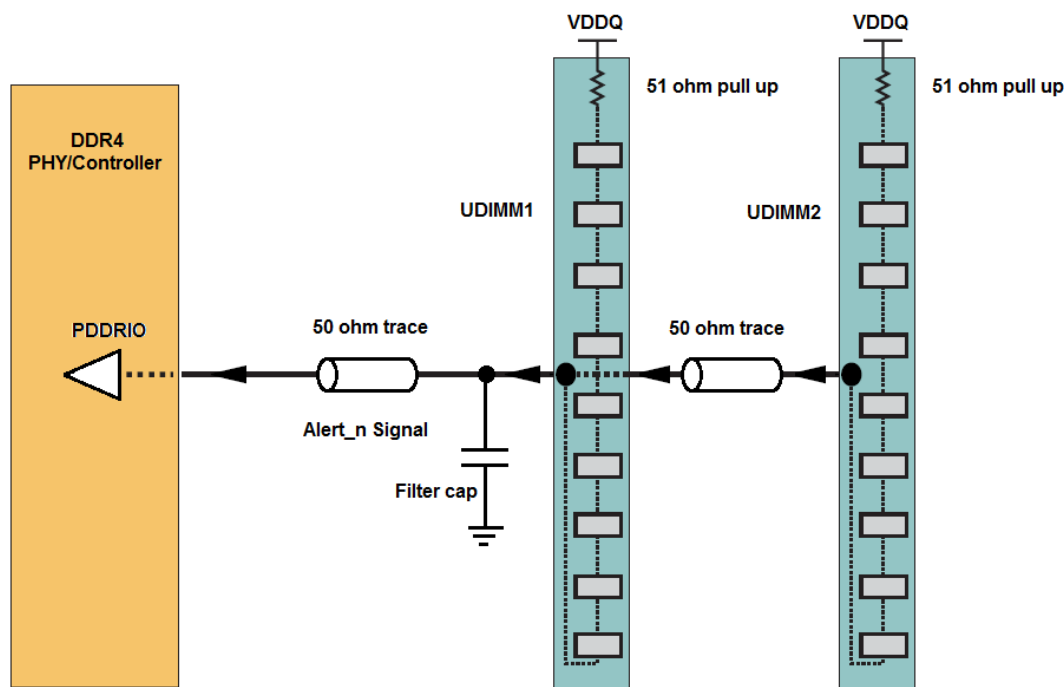 VDDQ
VDDQ
51 ohm pull up
51 ohm pull up
DDR4
PHY/Controller
UDIMM1
UDIMM2
PDDRIO
50 ohm trace
50 ohm trace
Alert_n Signal
Filter cap